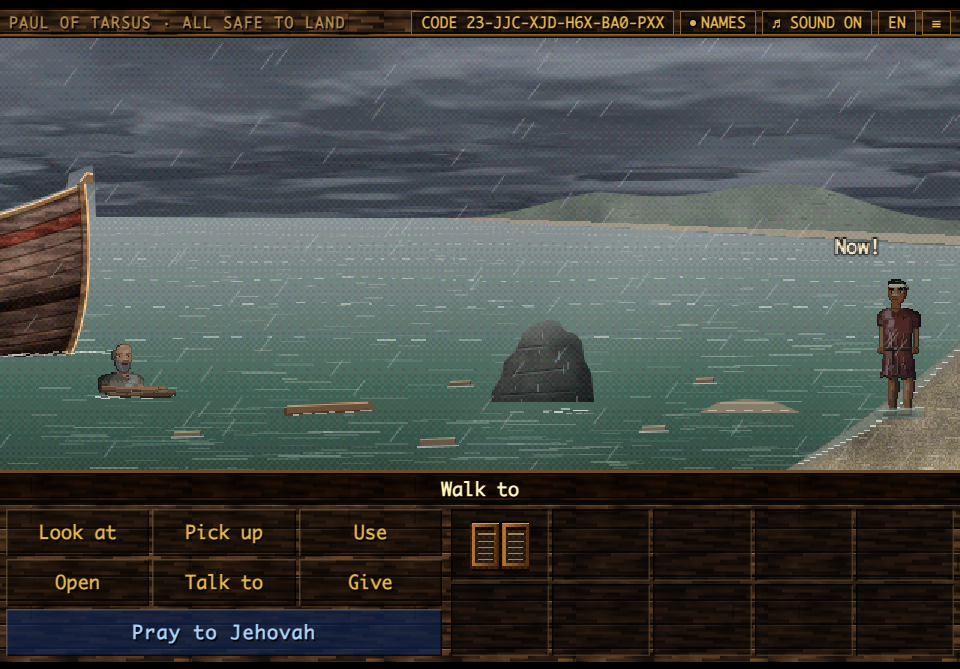 PAUL OF TARSUS · ALL SAFE TO LAND
CODE 23-JJC-XJD-H6X-BA0-PXX
• NAMES
♬ SOUND ON
EN
≡
Now!
Walk to
Look at
Pick up
Use
Open
Talk to
Give
Pray to Jehovah